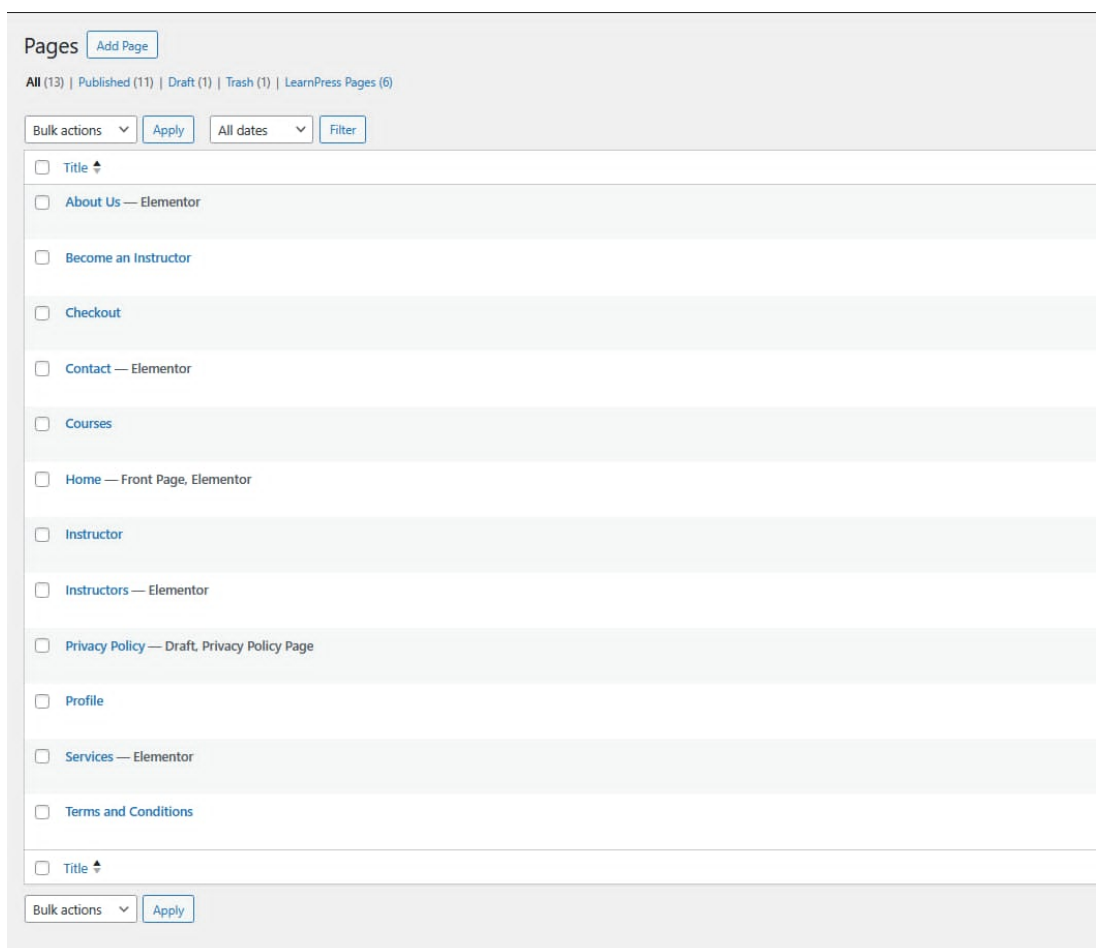 Pages Add Page
All (13) | Published (11) | Draft (1) | Trash (1) | LearnPress Pages (6)
Bulk actions Apply All dates Filter
Title
About Us — Elementor
Become an Instructor
Checkout
Contact — Elementor
Courses
Home — Front Page, Elementor
Instructor
Instructors — Elementor
Privacy Policy — Draft, Privacy Policy Page
Profile
Services — Elementor
Terms and Conditions
Title
Bulk actions Apply